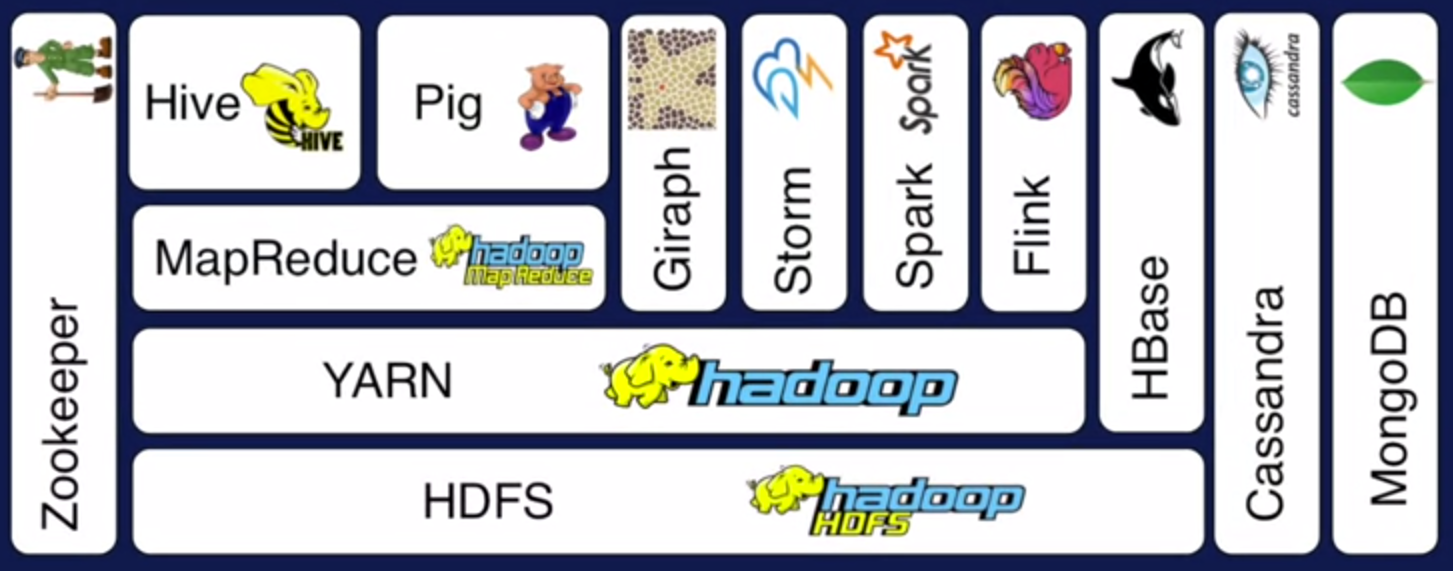 Zookeeper
Hive
HIVE
Pig
Giraph
Storm
Spark
Spark
Flink
HBase
cassandra
Cassandra
MongoDB
MapReduce
hadoop
Map Reduce
YARN
hadoop
HDFS
hadoop
HDFS